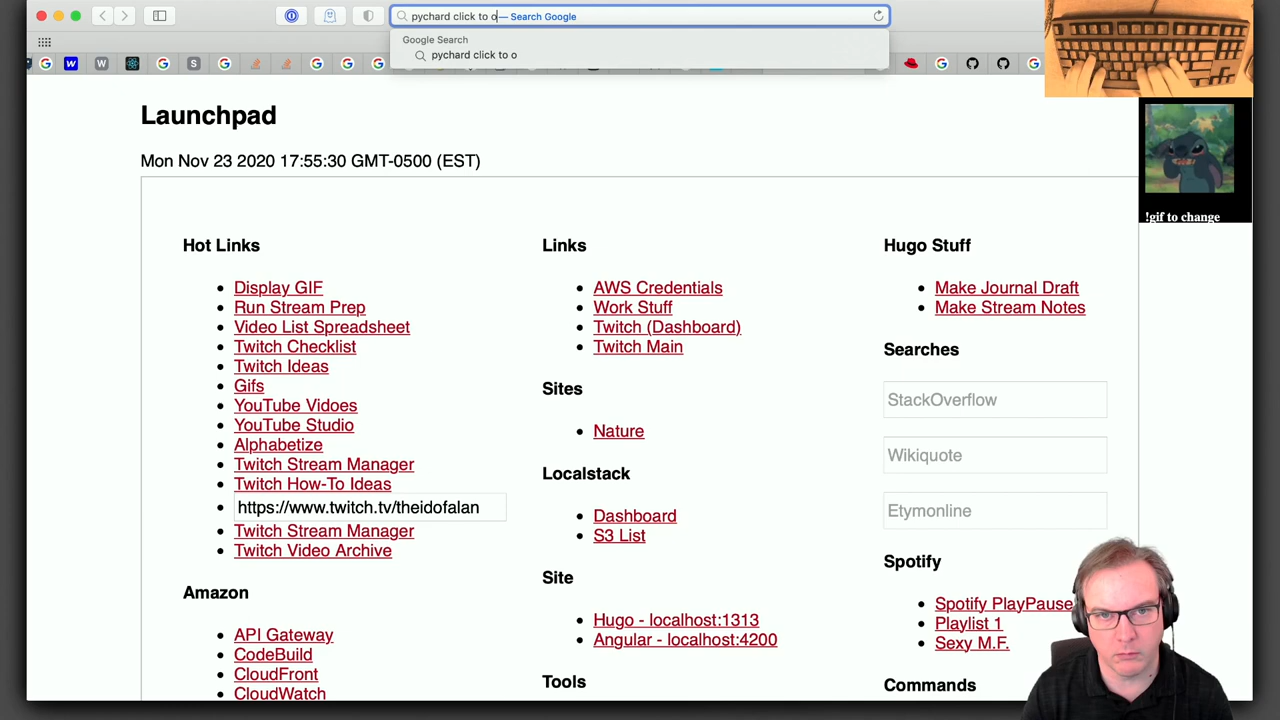 pychard click to o — Search Google
Google Search
pychard click to o
Launchpad
Mon Nov 23 2020 17:55:30 GMT-0500 (EST)
!gif to change
Hot Links
Display GIF
Run Stream Prep
Video List Spreadsheet
Twitch Checklist
Twitch Ideas
Gifs
YouTube Vidoes
YouTube Studio
Alphabetize
Twitch Stream Manager
Twitch How-To Ideas
https://www.twitch.tv/theidofalan
Twitch Stream Manager
Twitch Video Archive
Amazon
API Gateway
CodeBuild
CloudFront
CloudWatch
Links
AWS Credentials
Work Stuff
Twitch (Dashboard)
Twitch Main
Sites
Nature
Localstack
Dashboard
S3 List
Site
Hugo - localhost:1313
Angular - localhost:4200
Tools
Hugo Stuff
Make Journal Draft
Make Stream Notes
Searches
StackOverflow
Wikiquote
Etymonline
Spotify
Spotify PlayPause
Playlist 1
Sexy M.F.
Commands